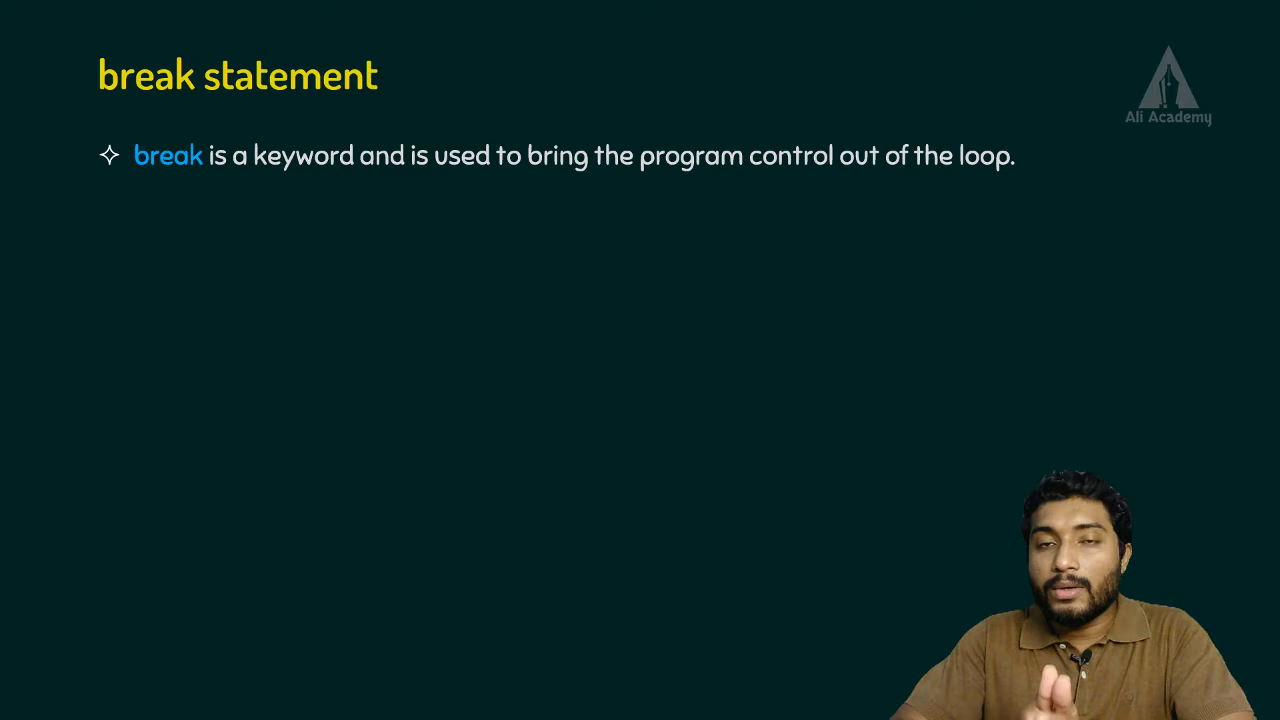 break statement
Ali Academy
✧ break is a keyword and is used to bring the program control out of the loop.